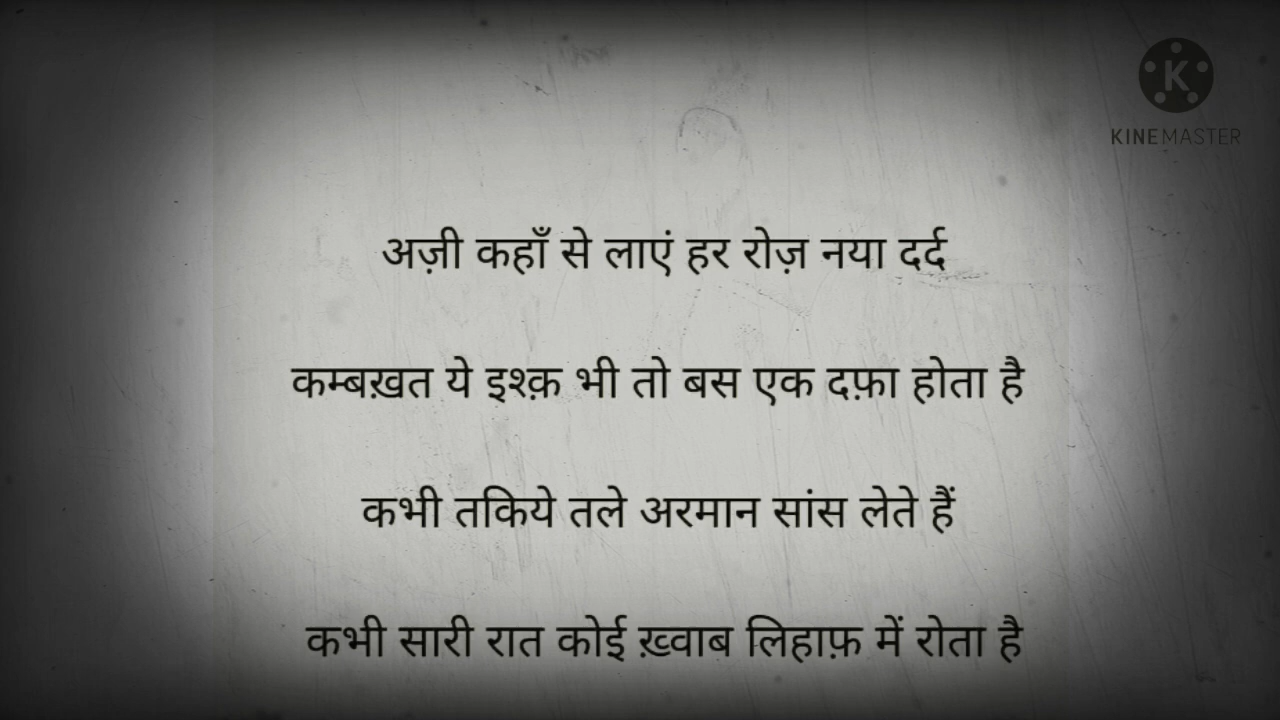 KINEMASTER
अज़ी कहाँ से लाएं हर रोज़ नया दर्द
कम्बख़त ये इश्क़ भी तो बस एक दफ़ा होता है
कभी तकिये तले अरमान सांस लेते हैं
कभी सारी रात कोई ख़्वाब लिहाफ़ में रोता है